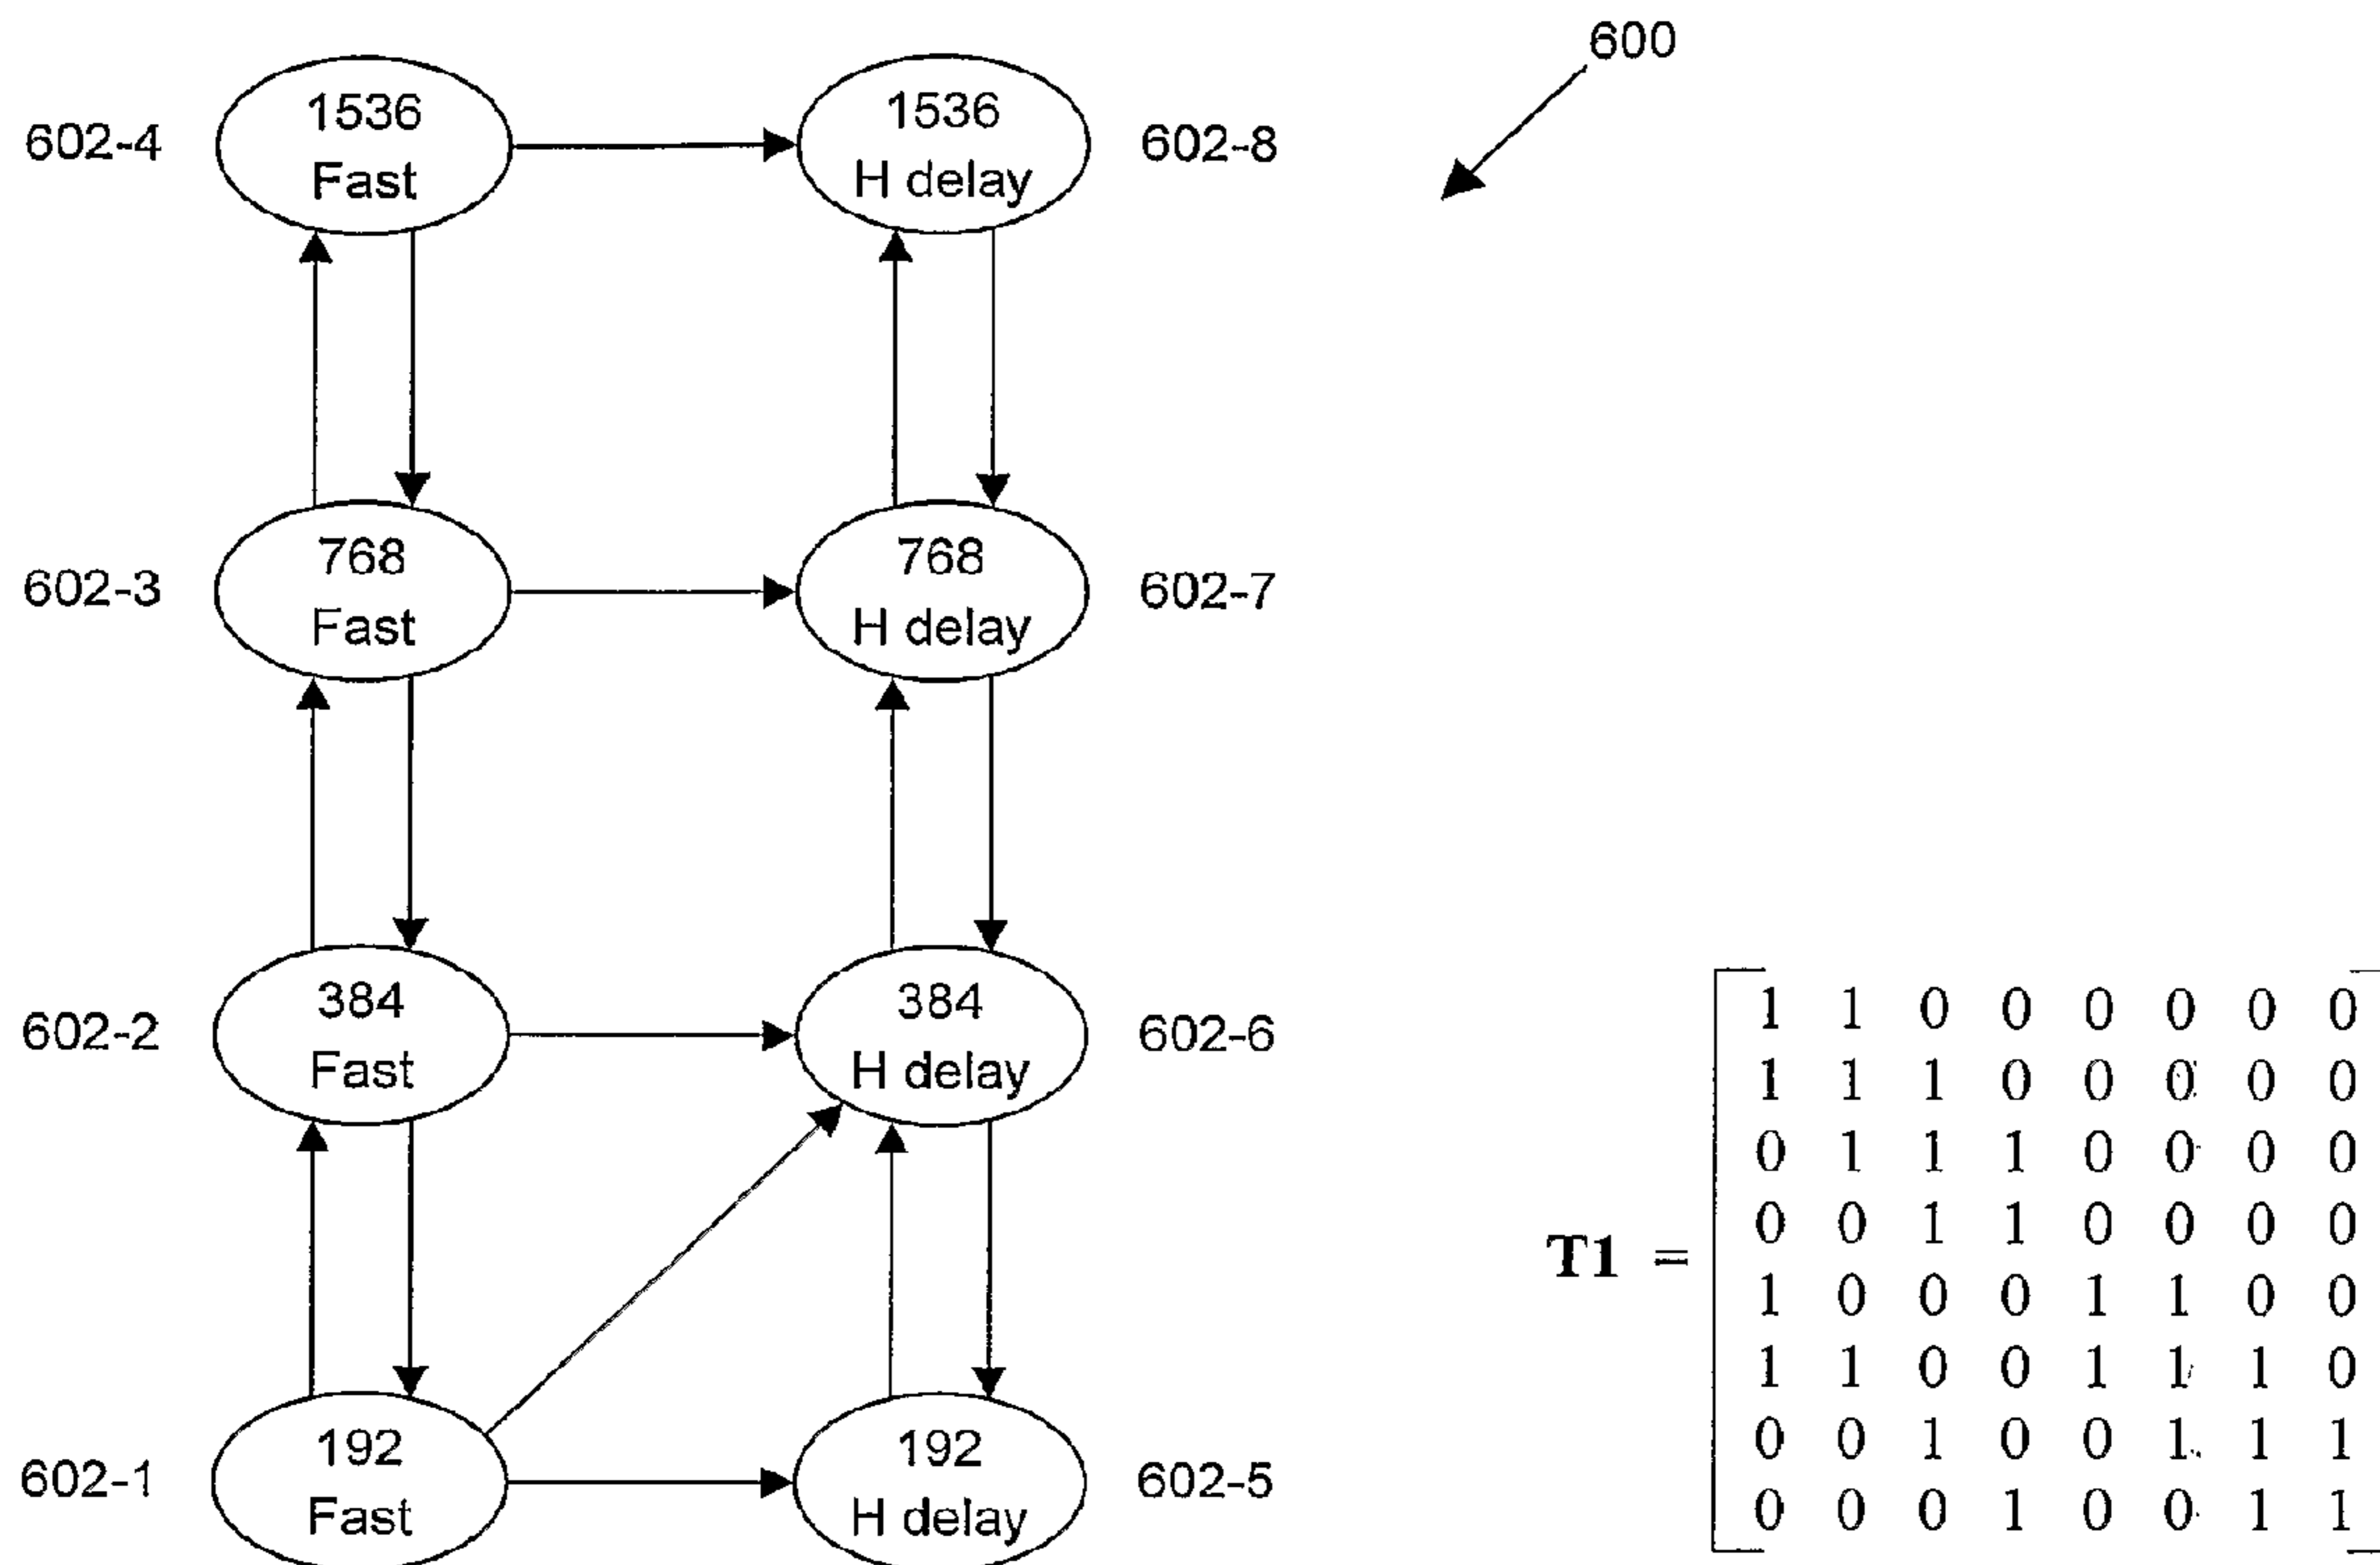 600
602-4
1536
Fast
1536
H delay
602-8
602-3
768
Fast
768
H delay
602-7
602-2
384
Fast
384
H delay
602-6
602-1
192
Fast
192
H delay
602-5
T1 =
1 1 0 0 0 0 0 0
1 1 1 0 0 0 0 0
0 1 1 1 0 0 0 0
0 0 1 1 0 0 0 0
1 0 0 0 1 1 0 0
1 1 0 0 1 1 1 0
0 0 1 0 0 1 1 1
0 0 0 1 0 0 1 1